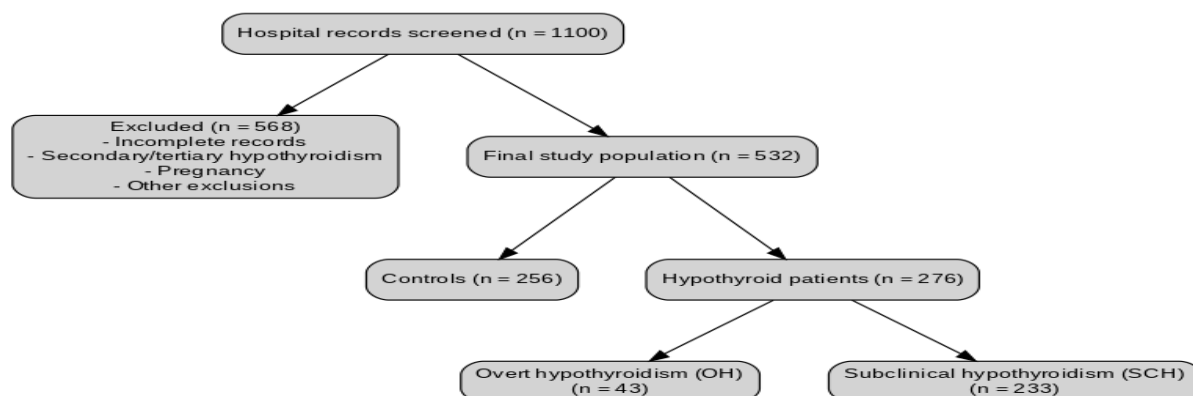 Hospital records screened (n = 1100)
Excluded (n = 568)
- Incomplete records
- Secondary/tertiary hypothyroidism
- Pregnancy
- Other exclusions
Final study population (n = 532)
Controls (n = 256)
Hypothyroid patients (n = 276)
Overt hypothyroidism (OH)
(n = 43)
Subclinical hypothyroidism (SCH)
(n = 233)